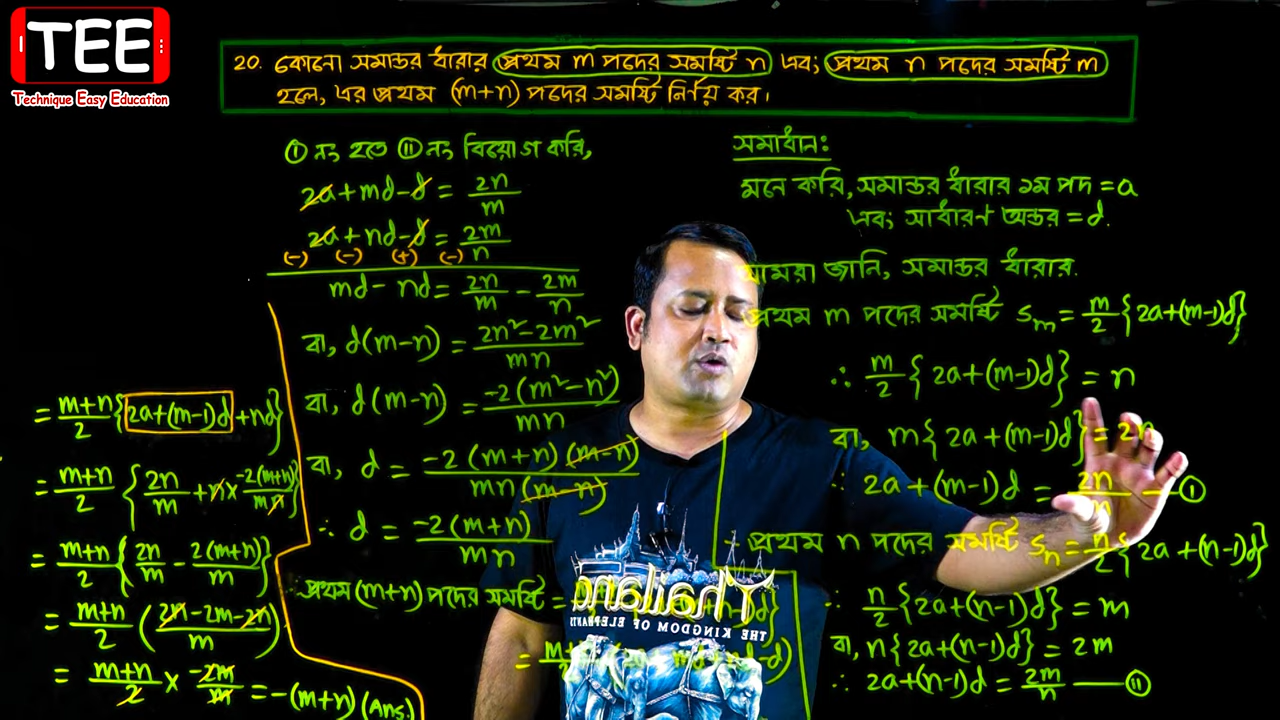 TEE
Technique Easy Education
20. কোনো সমান্তর ধারার প্রথম m পদের সমষ্টি n এবং প্রথম n পদের সমষ্টি m
হলে, এর প্রথম (m+n) পদের সমষ্টি নির্ণয় কর।
সমাধান:
মনে করি, সমান্তর ধারার ১ম পদ = a
এবং সাধারণ অন্তর = d.
আমরা জানি, সমান্তর ধারার.
প্রথম m পদের সমষ্টি Sₘ = m/2 {2a+(m-1)d}
∴ m/2 {2a+(m-1)d} = n
বা, m{2a+(m-1)d} = 2n
∴ 2a+(m-1)d = 2n/m —— ①
প্রথম n পদের সমষ্টি Sₙ = n/2 {2a+(n-1)d}
∴ n/2 {2a+(n-1)d} = m
বা, n{2a+(n-1)d} = 2m
∴ 2a+(n-1)d = 2m/n —— ⑪
① নং হতে ⑪ নং বিয়োগ করি,
2a+md-d = 2n/m
2a+nd-d = 2m/n
(-) (-) (+) (-)
md-nd = 2n/m - 2m/n
বা, d(m-n) = 2n²-2m²/mn
বা, d(m-n) = -2(m²-n²)/mn
বা, d = -2(m+n)(m-n)/mn(m-n)
∴ d = -2(m+n)/mn
∴ প্রথম (m+n) পদের সমষ্টি =
= m+n/2 {2a+(m-1)d+nd}
= m+n/2 {2n/m + n × -2(m+n)/mn}
= m+n/2 {2n/m - 2(m+n)/m}
= m+n/2 (2n-2m-2n/m)
= m+n/2 × -2m/m = -(m+n) (Ans.)
Thailand
THE KINGDOM OF ELEPHANTS